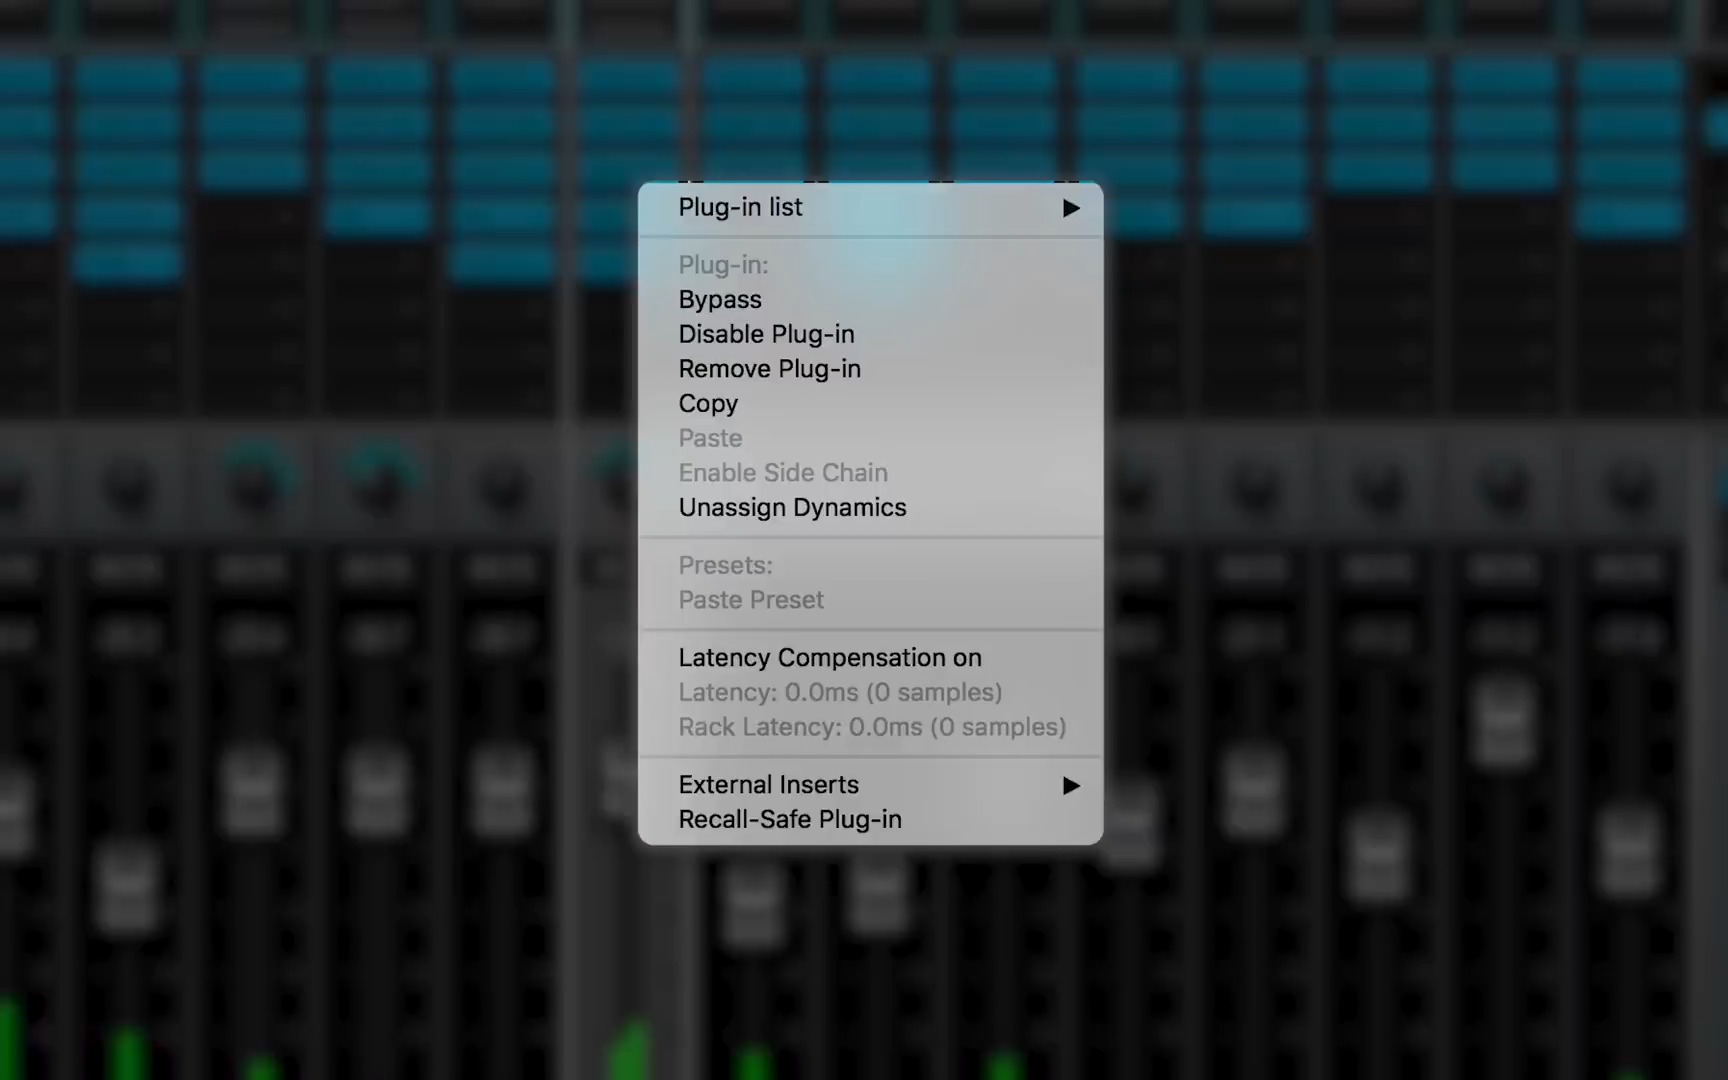 Plug-in list
Plug-in:
Bypass
Disable Plug-in
Remove Plug-in
Copy
Paste
Enable Side Chain
Unassign Dynamics
Presets:
Paste Preset
Latency Compensation on
Latency: 0.0ms (0 samples)
Rack Latency: 0.0ms (0 samples)
External Inserts
Recall-Safe Plug-in